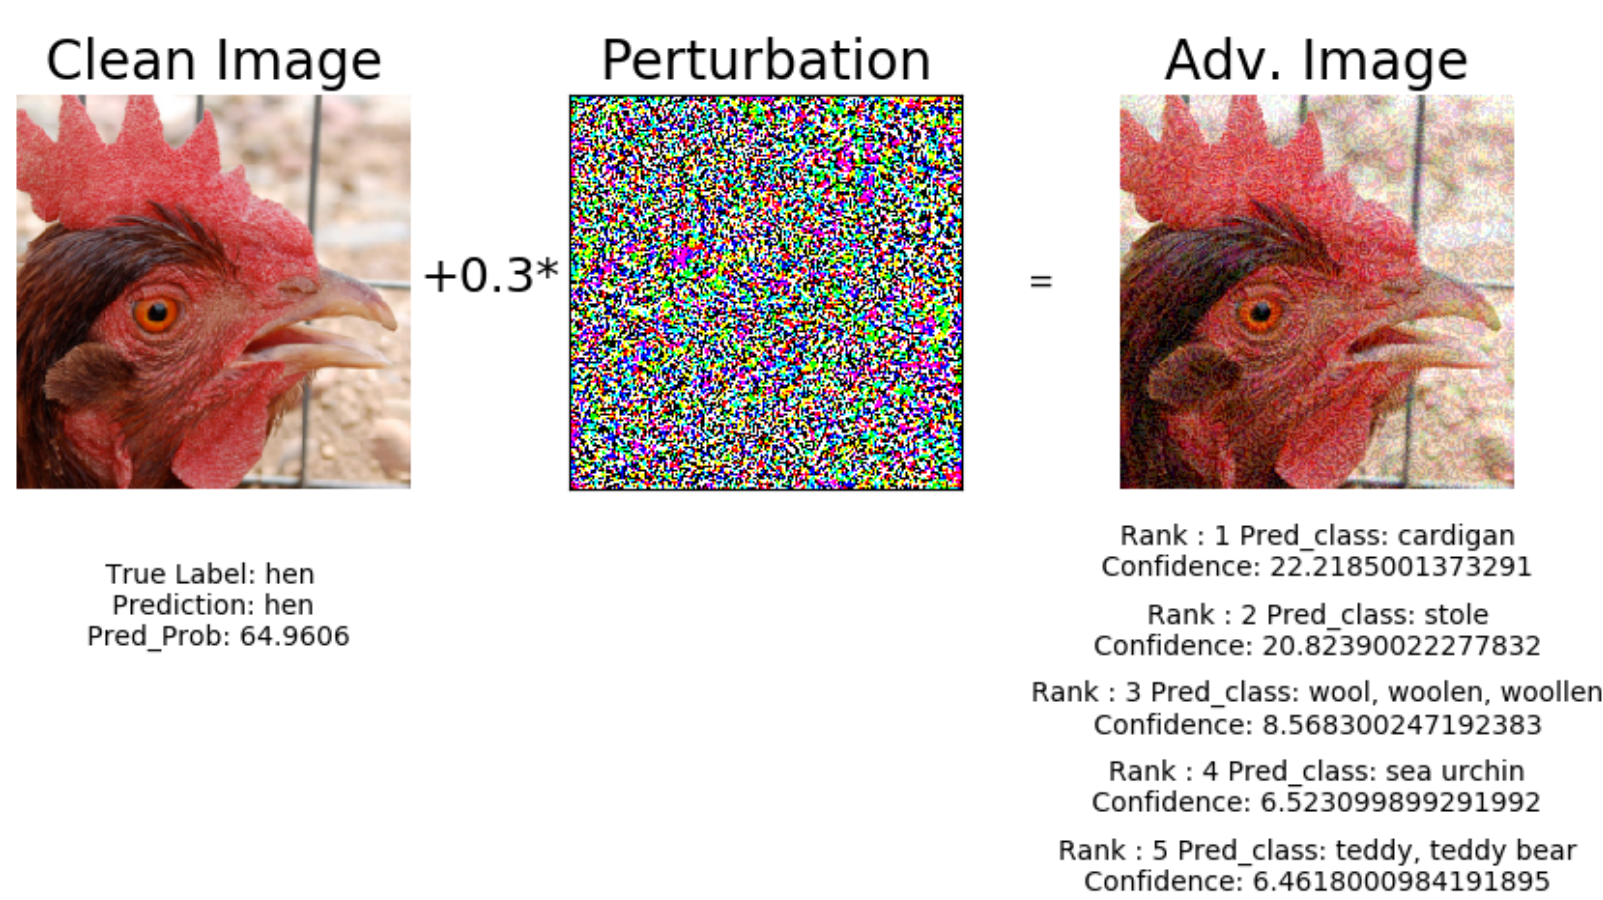 Clean Image
Perturbation
Adv. Image
+0.3*
=
True Label: hen
Prediction: hen
Pred_Prob: 64.9606
Rank : 1 Pred_class: cardigan
Confidence: 22.2185001373291
Rank : 2 Pred_class: stole
Confidence: 20.82390022277832
Rank : 3 Pred_class: wool, woolen, woollen
Confidence: 8.568300247192383
Rank : 4 Pred_class: sea urchin
Confidence: 6.523099899291992
Rank : 5 Pred_class: teddy, teddy bear
Confidence: 6.4618000984191895